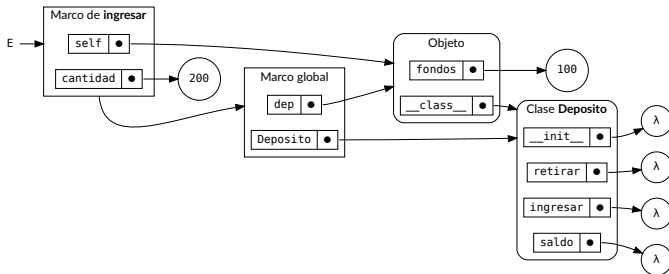 Marco de ingresar
E
self
cantidad
200
Marco global
dep
Deposito
Objeto
fondos
100
__class__
Clase Deposito
__init__
λ
retirar
λ
ingresar
λ
saldo
λ